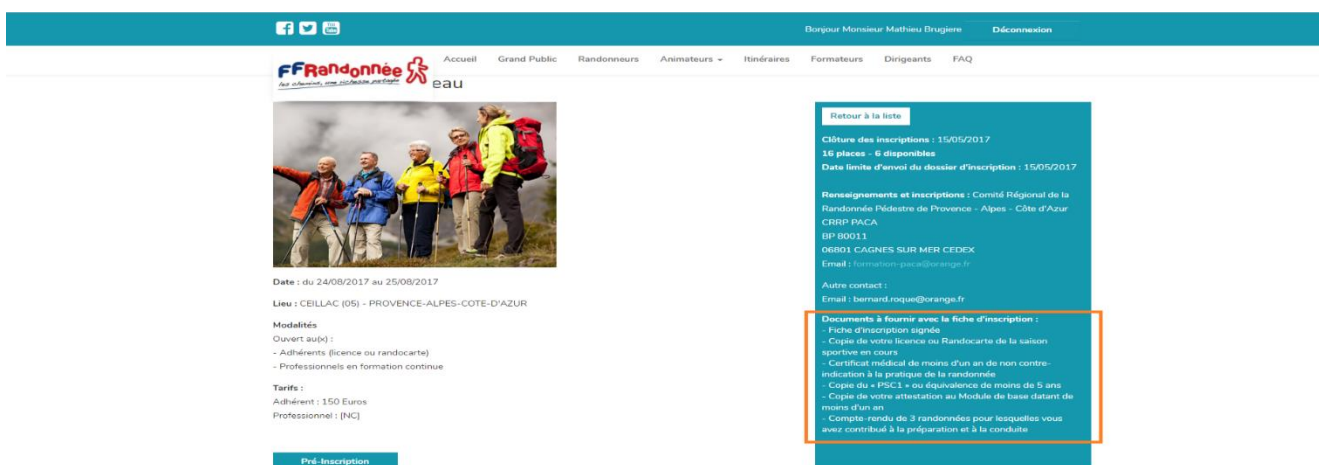 Bonjour Monsieur Mathieu Brugiere Déconnexion
FFRandonnée
les chemins, une richesse partagée
Accueil Grand Public Randonneurs Animateurs Itinéraires Formateurs Dirigeants FAQ
eau
Date : du 24/08/2017 au 25/08/2017
Lieu : CEILLAC (05) - PROVENCE-ALPES-COTE-D'AZUR
Modalités
Ouvert au(x) :
- Adhérents (licence ou randocarte)
- Professionnels en formation continue
Tarifs :
Adhérent : 150 Euros
Professionnel : [NC]
Pré-Inscription
Retour à la liste
Clôture des inscriptions : 15/05/2017
16 places - 6 disponibles
Date limite d'envoi du dossier d'inscription : 15/05/2017
Renseignements et inscriptions : Comité Régional de la
Randonnée Pédestre de Provence - Alpes - Côte d'Azur
CRRP PACA
BP 80011
06801 CAGNES SUR MER CEDEX
Email : formation-paca@orange.fr
Autre contact :
Email : bernard.roque@orange.fr
Documents à fournir avec la fiche d'inscription :
- Fiche d'inscription signée
- Copie de votre licence ou Randocarte de la saison
sportive en cours
- Certificat médical de moins d'un an de non contre-
indication à la pratique de la randonnée
- Copie du « PSC1 » ou équivalence de moins de 5 ans
- Copie de votre attestation au Module de base datant de
moins d'un an
- Compte-rendu de 3 randonnées pour lesquelles vous
avez contribué à la préparation et à la conduite